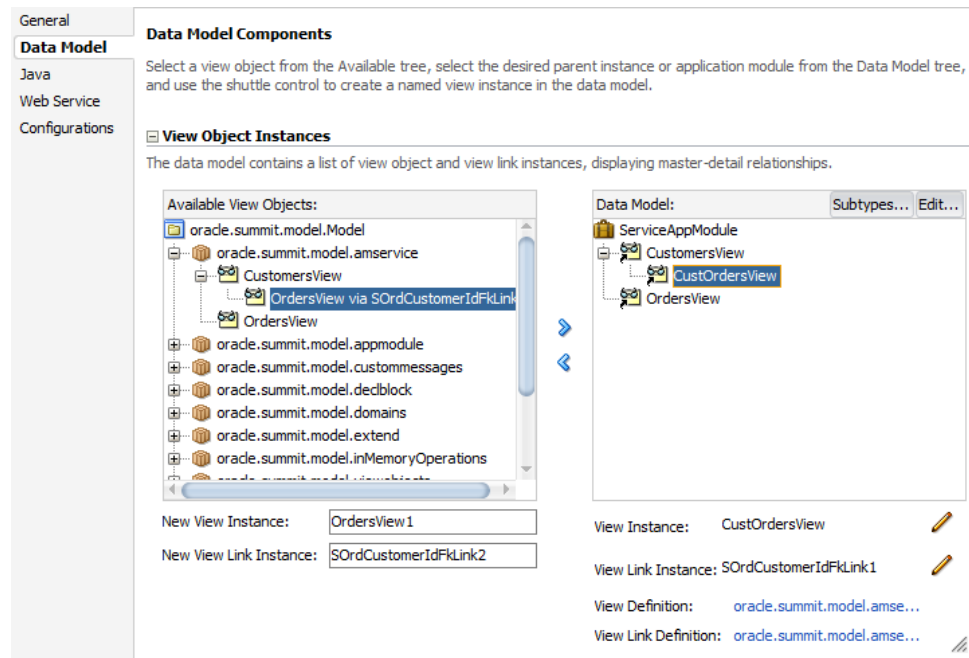 General
Data Model
Java
Web Service
Configurations
Data Model Components
Select a view object from the Available tree, select the desired parent instance or application module from the Data Model tree,
and use the shuttle control to create a named view instance in the data model.
View Object Instances
The data model contains a list of view object and view link instances, displaying master-detail relationships.
Available View Objects:
oracle.summit.model.Model
oracle.summit.model.amservice
CustomersView
OrdersView via SOrdCustomerIdFkLink
OrdersView
oracle.summit.model.appmodule
oracle.summit.model.custommessages
oracle.summit.model.declblock
oracle.summit.model.domains
oracle.summit.model.extend
oracle.summit.model.inMemoryOperations
oracle.summit.model.viewobjects
New View Instance: OrdersView1
New View Link Instance: SOrdCustomerIdFkLink2
Data Model: Subtypes... Edit...
ServiceAppModule
CustomersView
CustOrdersView
OrdersView
View Instance: CustOrdersView
View Link Instance: SOrdCustomerIdFkLink1
View Definition: oracle.summit.model.amse...
View Link Definition: oracle.summit.model.amse...